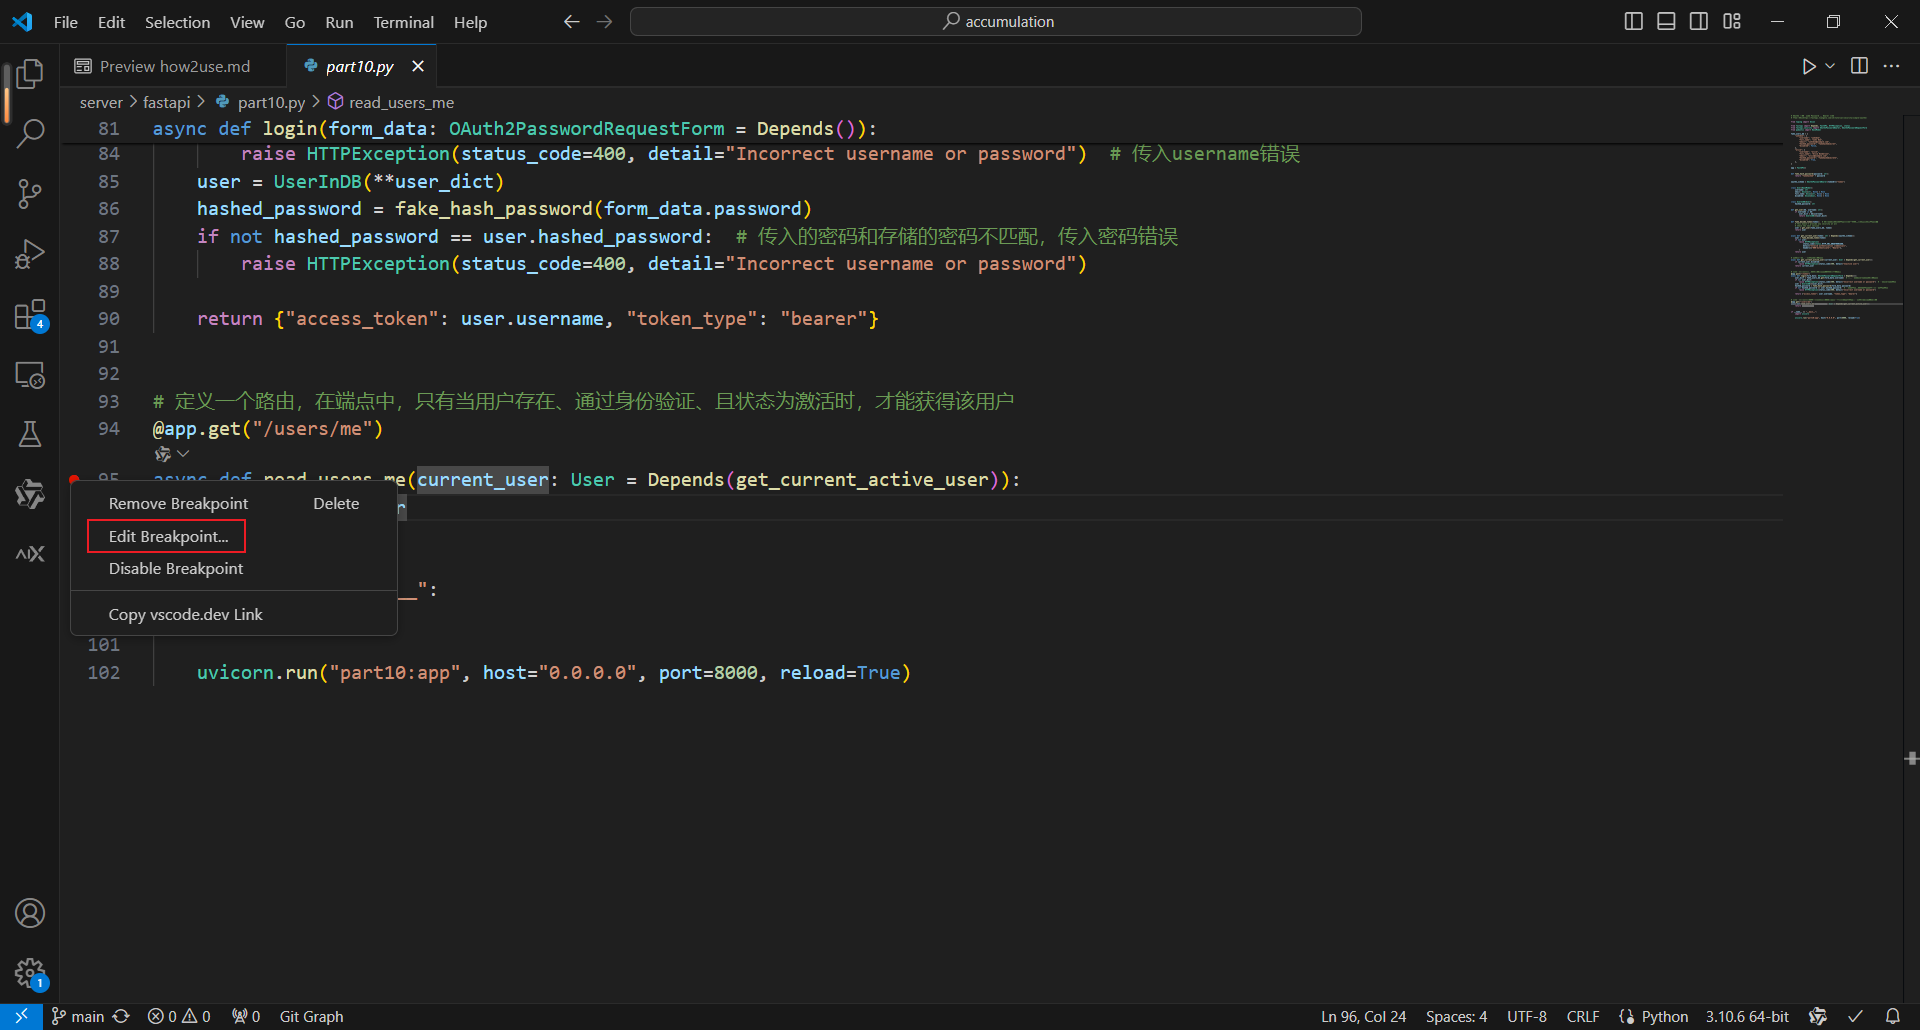 File Edit Selection View Go Run Terminal Help
accumulation
Preview how2use.md
part10.py
server > fastapi > part10.py > read_users_me
81 async def login(form_data: OAuth2PasswordRequestForm = Depends()):
84 raise HTTPException(status_code=400, detail="Incorrect username or password") # 传入username错误
85 user = UserInDB(**user_dict)
86 hashed_password = fake_hash_password(form_data.password)
87 if not hashed_password == user.hashed_password: # 传入的密码和存储的密码不匹配，传入密码错误
88 raise HTTPException(status_code=400, detail="Incorrect username or password")
89
90 return {"access_token": user.username, "token_type": "bearer"}
91
92
93 # 定义一个路由，在端点中，只有当用户存在、通过身份验证、且状态为激活时，才能获得该用户
94 @app.get("/users/me")
95 async def read_users_me(current_user: User = Depends(get_current_active_user)):
r
Remove Breakpoint Delete
Edit Breakpoint...
Disable Breakpoint
__":
Copy vscode.dev Link
101
102 uvicorn.run("part10:app", host="0.0.0.0", port=8000, reload=True)
4
AIX
1
main 0 0 0 Git Graph
Ln 96, Col 24 Spaces: 4 UTF-8 CRLF {} Python 3.10.6 64-bit